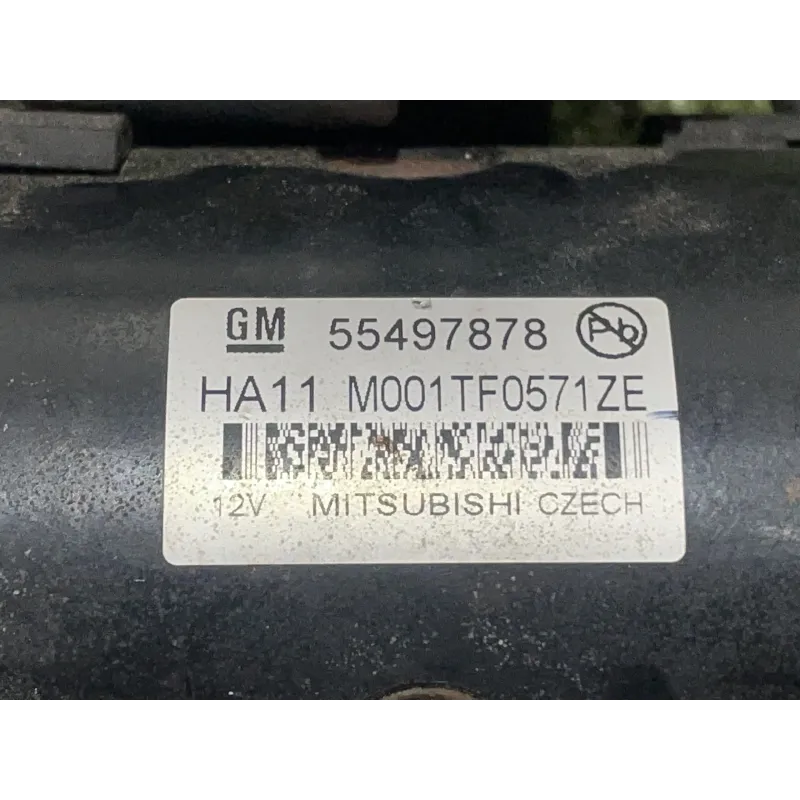 GM 55497878 Pb
HA11 M001TF0571ZE
12V MITSUBISHI CZECH